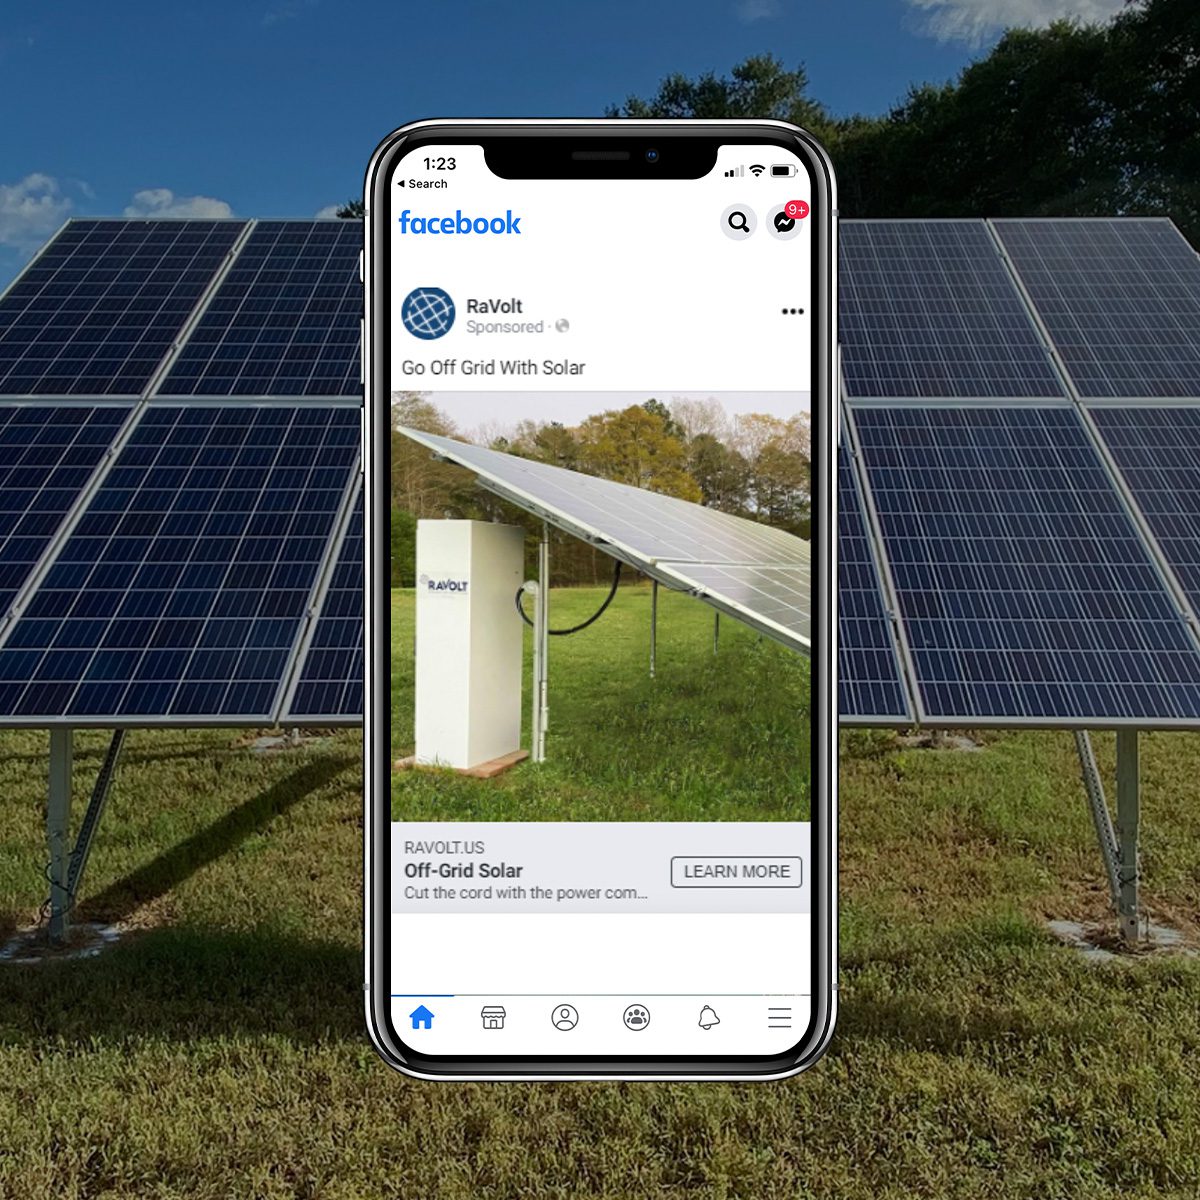 1:23
Search
facebook
9+
RaVolt
Sponsored ·
Go Off Grid With Solar
RAVOLT
RAVOLT.US
Off-Grid Solar
Cut the cord with the power com...
LEARN MORE